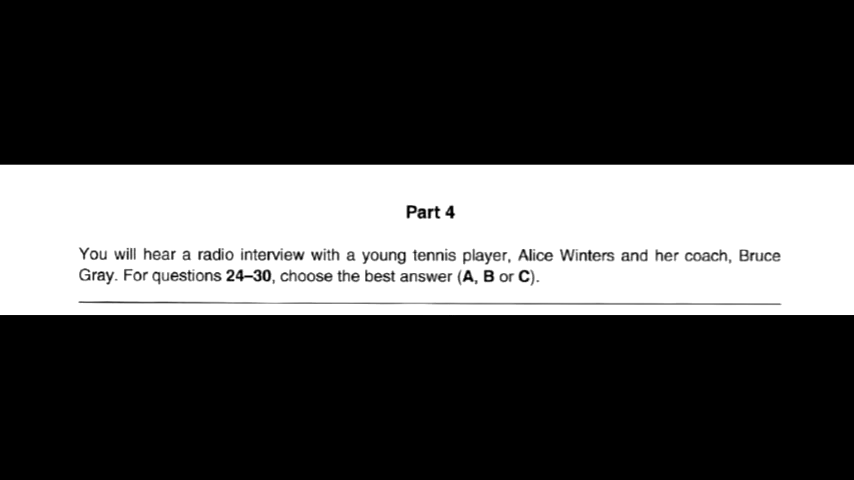 Part 4
You will hear a radio interview with a young tennis player, Alice Winters and her coach, Bruce
Gray. For questions 24–30, choose the best answer (A, B or C).